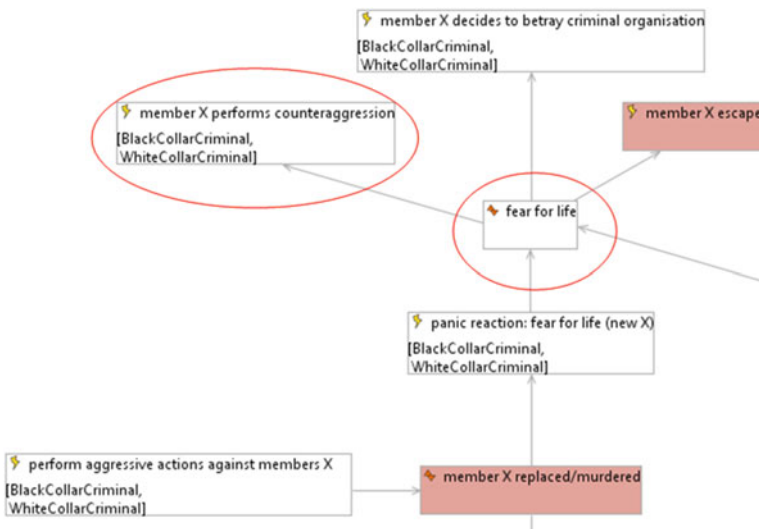 member X decides to betray criminal organisation
[BlackCollarCriminal,
WhiteCollarCriminal]
member X performs counteraggression
[BlackCollarCriminal,
WhiteCollarCriminal]
member X escape
fear for life
panic reaction: fear for life (new X)
[BlackCollarCriminal,
WhiteCollarCriminal]
perform aggressive actions against members X
[BlackCollarCriminal,
WhiteCollarCriminal]
member X replaced/murdered